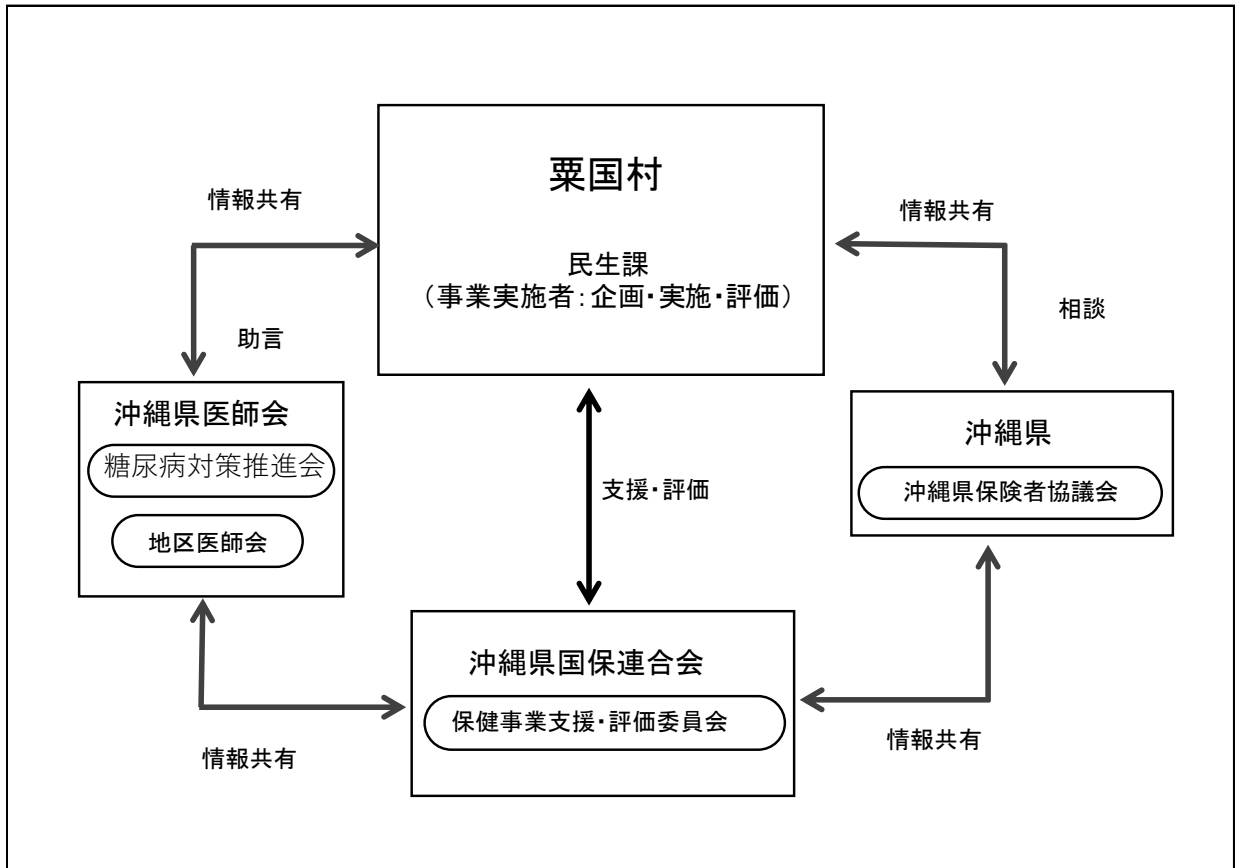 粟国村
情報共有
情報共有
民生課
（事業実施者：企画・実施・評価）
助言
相談
沖縄県医師会
糖尿病対策推進会
地区医師会
沖縄県
沖縄県保険者協議会
支援・評価
沖縄県国保連合会
保健事業支援・評価委員会
情報共有
情報共有